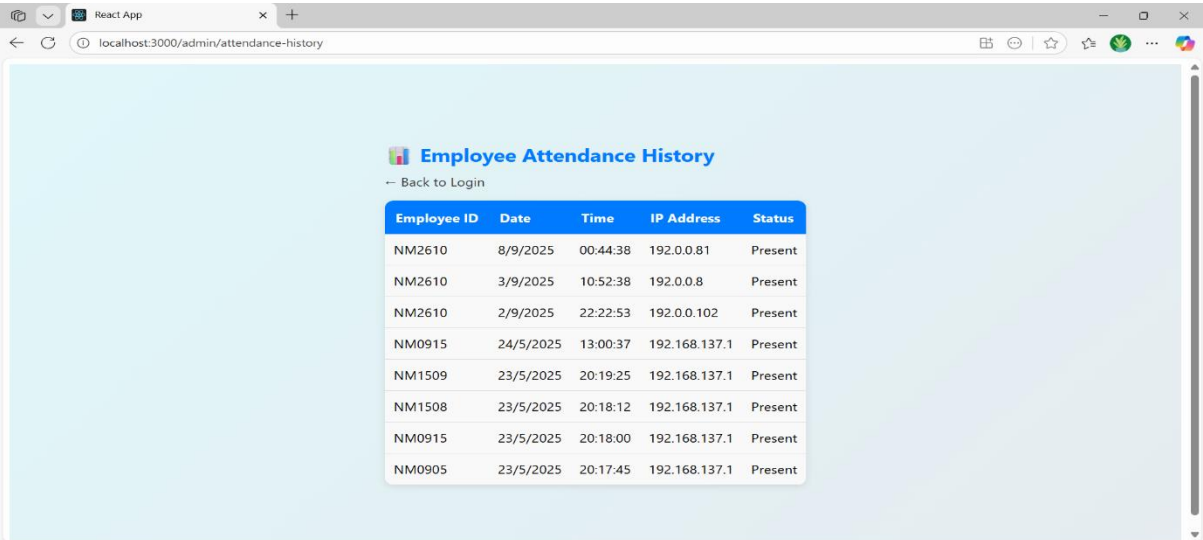 React App
localhost:3000/admin/attendance-history
Employee Attendance History
← Back to Login
Employee ID Date Time IP Address Status
NM2610 8/9/2025 00:44:38 192.0.0.81 Present
NM2610 3/9/2025 10:52:38 192.0.0.8 Present
NM2610 2/9/2025 22:22:53 192.0.0.102 Present
NM0915 24/5/2025 13:00:37 192.168.137.1 Present
NM1509 23/5/2025 20:19:25 192.168.137.1 Present
NM1508 23/5/2025 20:18:12 192.168.137.1 Present
NM0915 23/5/2025 20:18:00 192.168.137.1 Present
NM0905 23/5/2025 20:17:45 192.168.137.1 Present